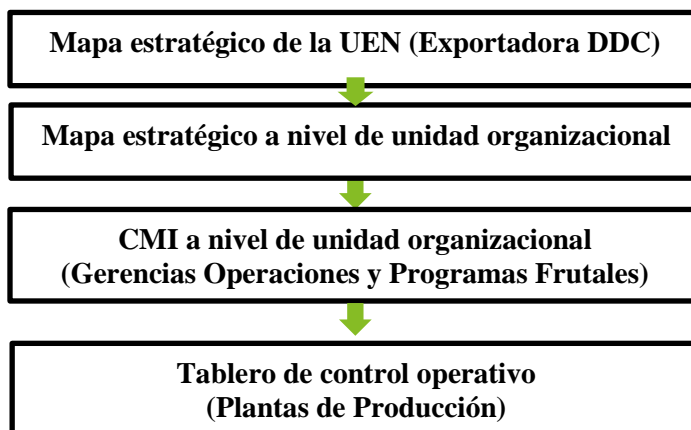 Mapa estratégico de la UEN (Exportadora DDC)
Mapa estratégico a nivel de unidad organizacional
CMI a nivel de unidad organizacional
(Gerencias Operaciones y Programas Frutales)
Tablero de control operativo
(Plantas de Producción)